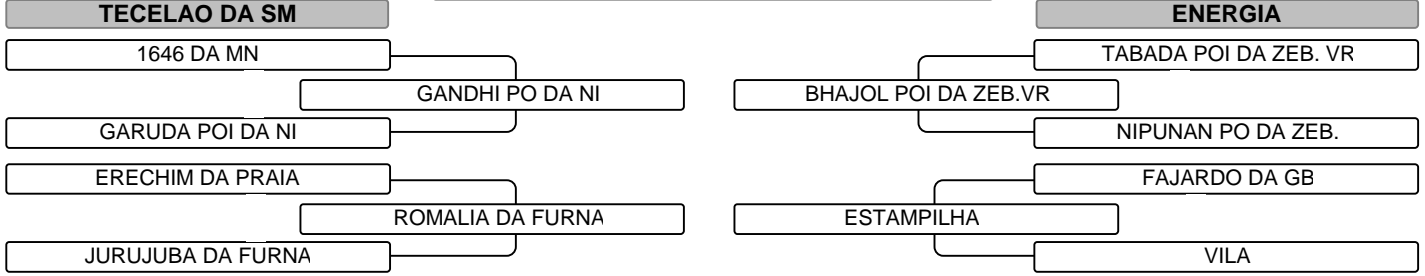 TECELAO DA SM
ENERGIA
1646 DA MN
TABADA POI DA ZEB. VR
GANDHI PO DA NI
BHAJOL POI DA ZEB.VR
GARUDA POI DA NI
NIPUNAN PO DA ZEB.
ERECHIM DA PRAIA
FAJARDO DA GB
ROMALIA DA FURNA
ESTAMPILHA
JURUJUBA DA FURNA
VILA